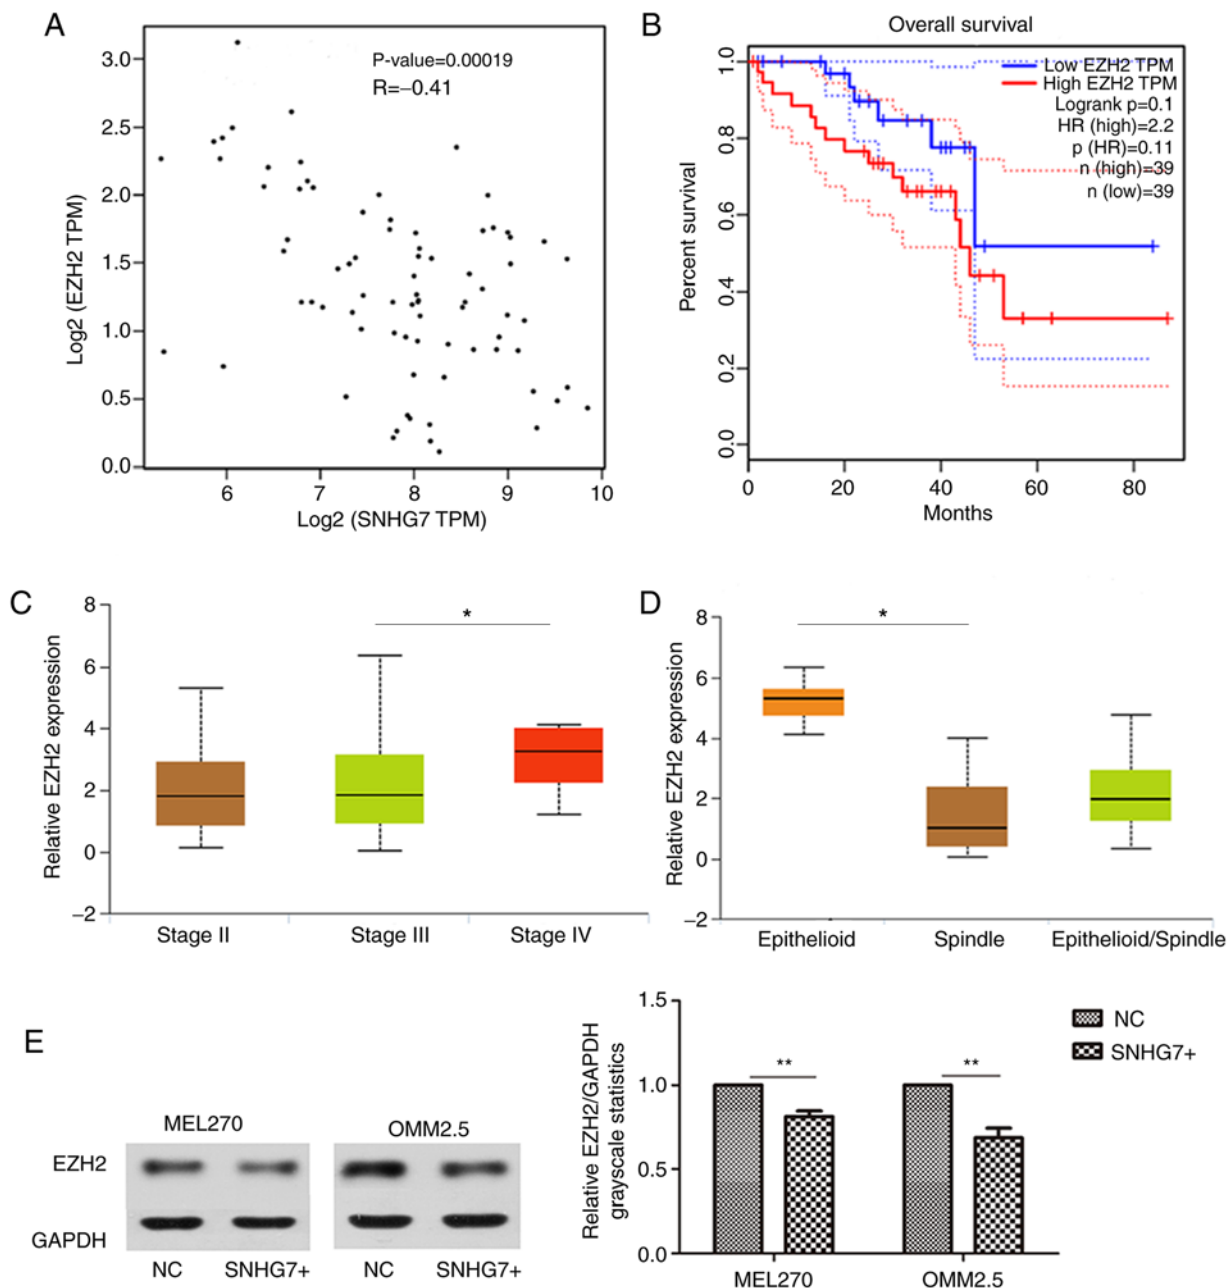 A
P-value=0.00019
R=−0.41
3.0
2.5
2.0
1.5
1.0
0.5
0.0
Log2 (EZH2 TPM)
6 7 8 9 10
Log2 (SNHG7 TPM)
B
Overall survival
Low EZH2 TPM
High EZH2 TPM
Logrank p=0.1
HR (high)=2.2
p (HR)=0.11
n (high)=39
n (low)=39
1.0
0.8
0.6
0.4
0.2
0.0
Percent survival
0 20 40 60 80
Months
C
*
8
6
4
2
0
−2
Relative EZH2 expression
Stage II Stage III Stage IV
D
*
8
6
4
2
0
−2
Relative EZH2 expression
Epithelioid Spindle Epithelioid/Spindle
E
MEL270 OMM2.5
EZH2
GAPDH
NC SNHG7+ NC SNHG7+
1.5
1.0
0.5
0.0
Relative EZH2/GAPDH
grayscale statistics
** **
NC
SNHG7+
MEL270 OMM2.5